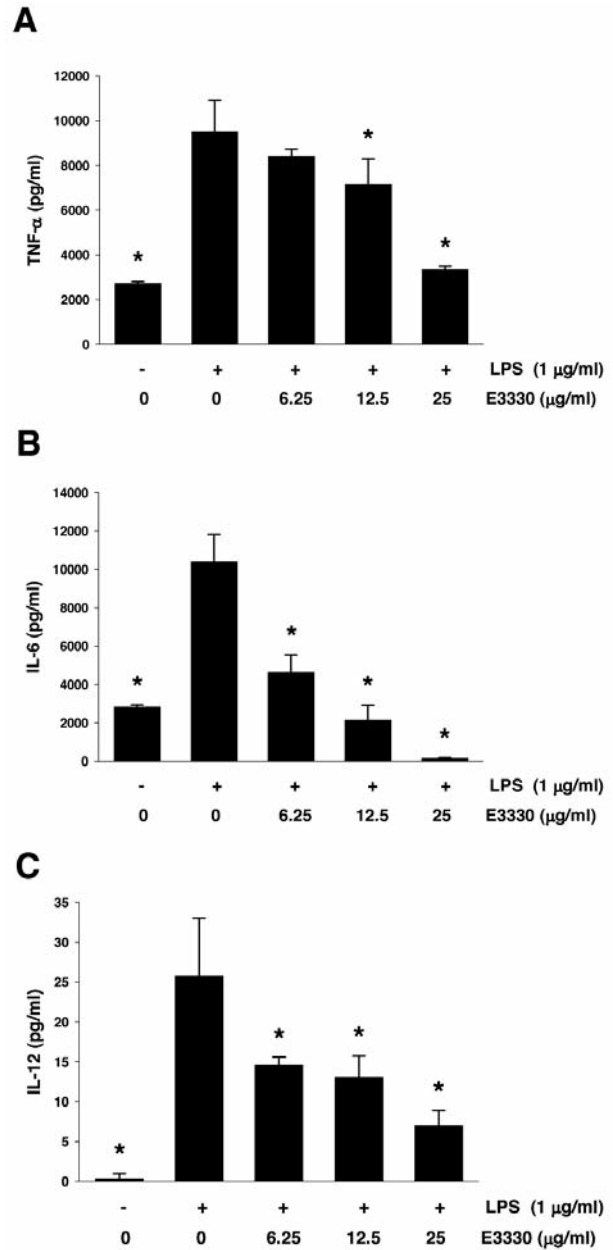 A
12000
10000
8000
6000
4000
2000
0
TNF-α (pg/ml)
*
*
*
- + + + + LPS (1 µg/ml)
0 0 6.25 12.5 25 E3330 (µg/ml)
B
14000
12000
10000
8000
6000
4000
2000
0
IL-6 (pg/ml)
*
*
*
*
- + + + + LPS (1 µg/ml)
0 0 6.25 12.5 25 E3330 (µg/ml)
C
35
30
25
20
15
10
5
0
IL-12 (pg/ml)
*
*
*
*
- + + + + LPS (1 µg/ml)
0 0 6.25 12.5 25 E3330 (µg/ml)